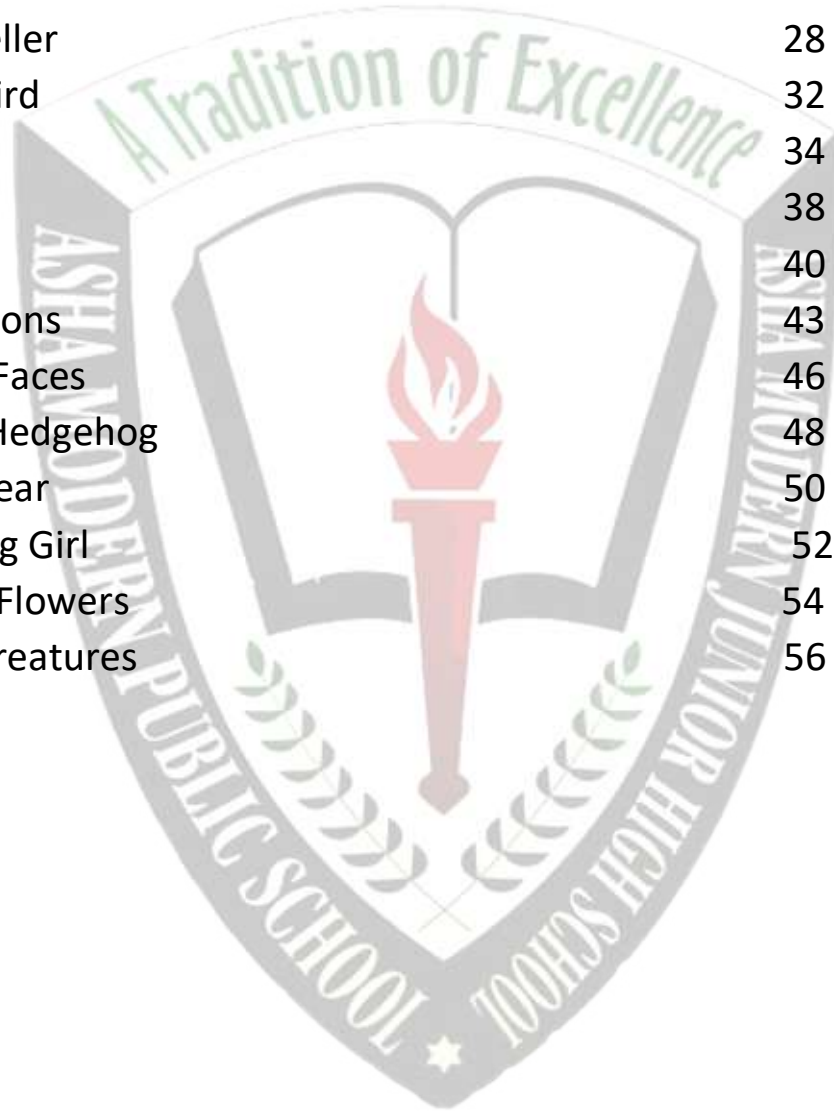 eller 28
ird 32
34
38
40
ons 43
Faces 46
Hedgehog 48
ear 50
g Girl 52
Flowers 54
reatures 56
A Tradition of Excellence
ASHA MODERN PUBLIC SCHOOL
ASHA MODERN JUNIOR HIGH SCHOOL